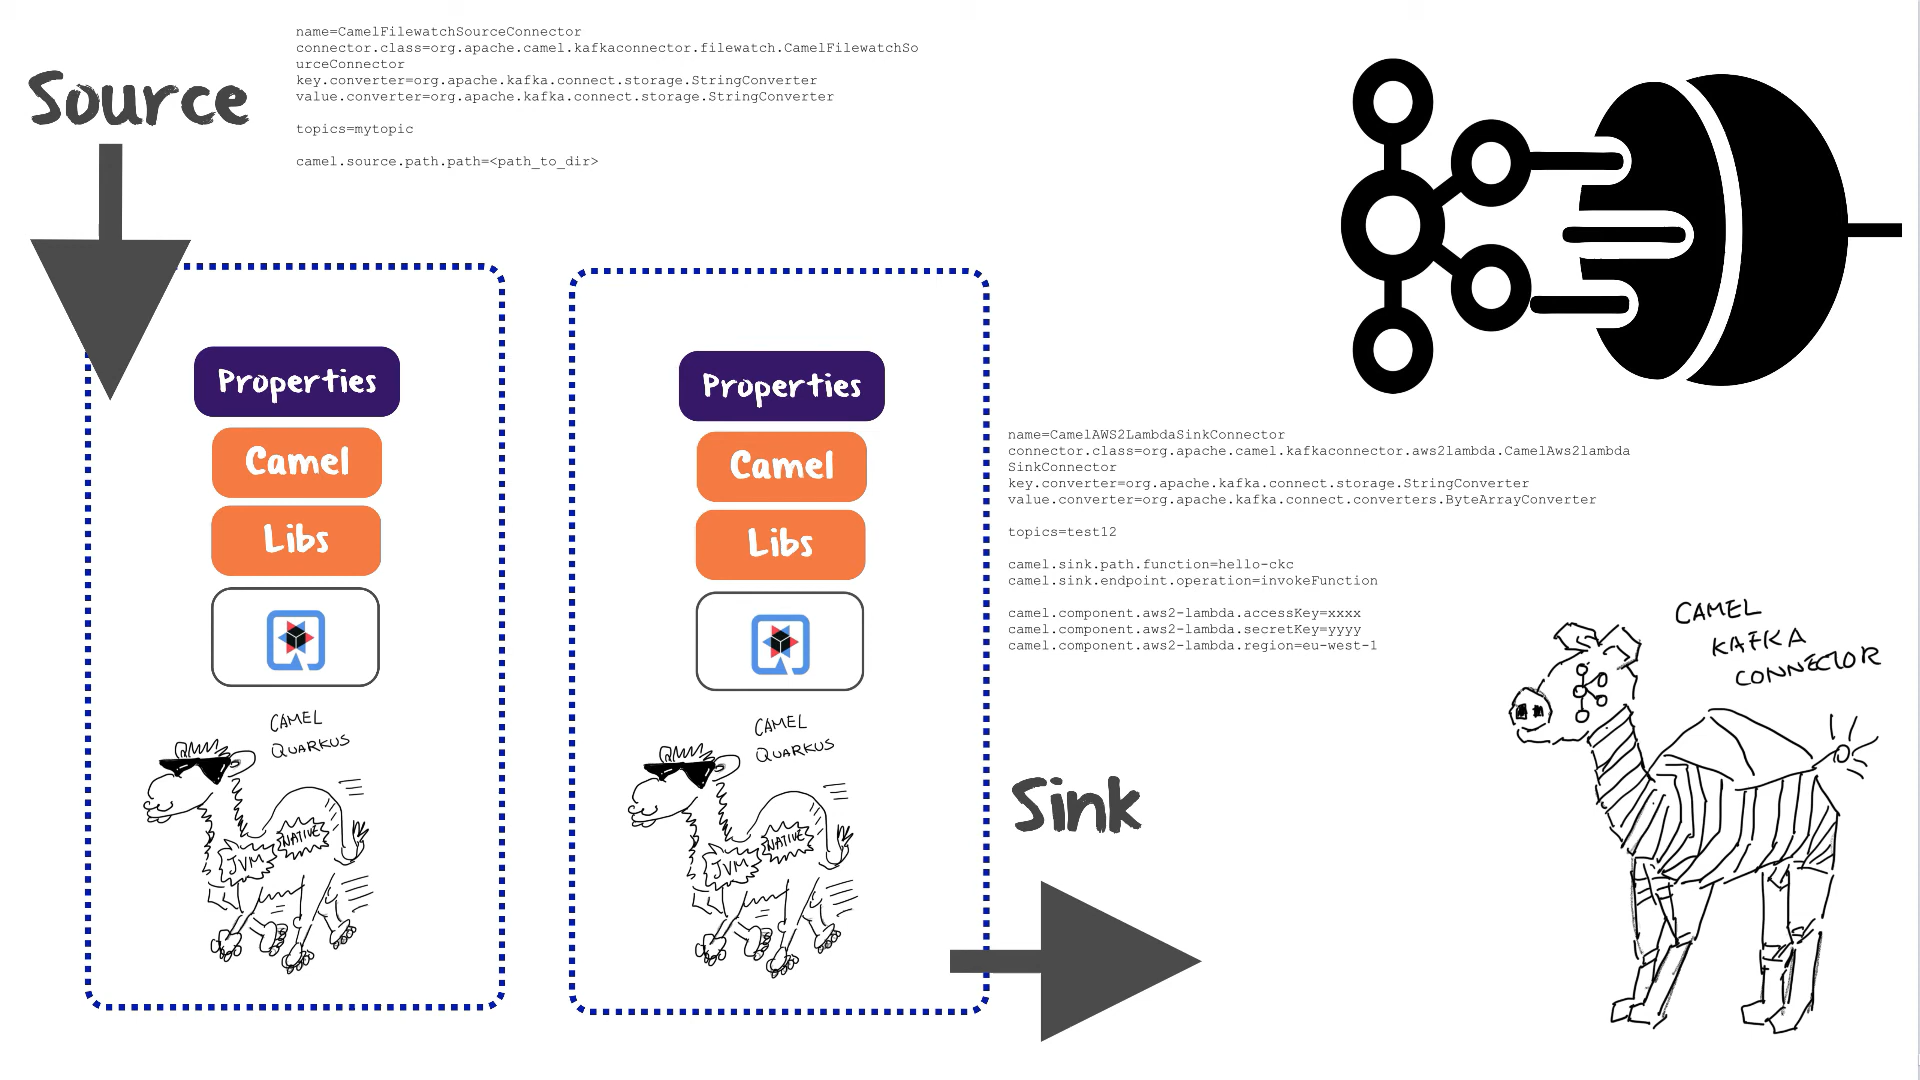 name=CamelFilewatchSourceConnector
connector.class=org.apache.camel.kafkaconnector.filewatch.CamelFilewatchSo
urceConnector
key.converter=org.apache.kafka.connect.storage.StringConverter
value.converter=org.apache.kafka.connect.storage.StringConverter
topics=mytopic
camel.source.path.path=<path_to_dir>
Source
Properties
Camel
Libs
CAMEL
QUARKUS
JVM
NATIVE
Properties
Camel
Libs
CAMEL
QUARKUS
JVM
NATIVE
name=CamelAWS2LambdaSinkConnector
connector.class=org.apache.camel.kafkaconnector.aws2lambda.CamelAws2lambda
SinkConnector
key.converter=org.apache.kafka.connect.storage.StringConverter
value.converter=org.apache.kafka.connect.converters.ByteArrayConverter
topics=test12
camel.sink.path.function=hello-ckc
camel.sink.endpoint.operation=invokeFunction
camel.component.aws2-lambda.accessKey=xxxx
camel.component.aws2-lambda.secretKey=yyyy
camel.component.aws2-lambda.region=eu-west-1
Sink
CAMEL
KAFKA
CONNECTOR